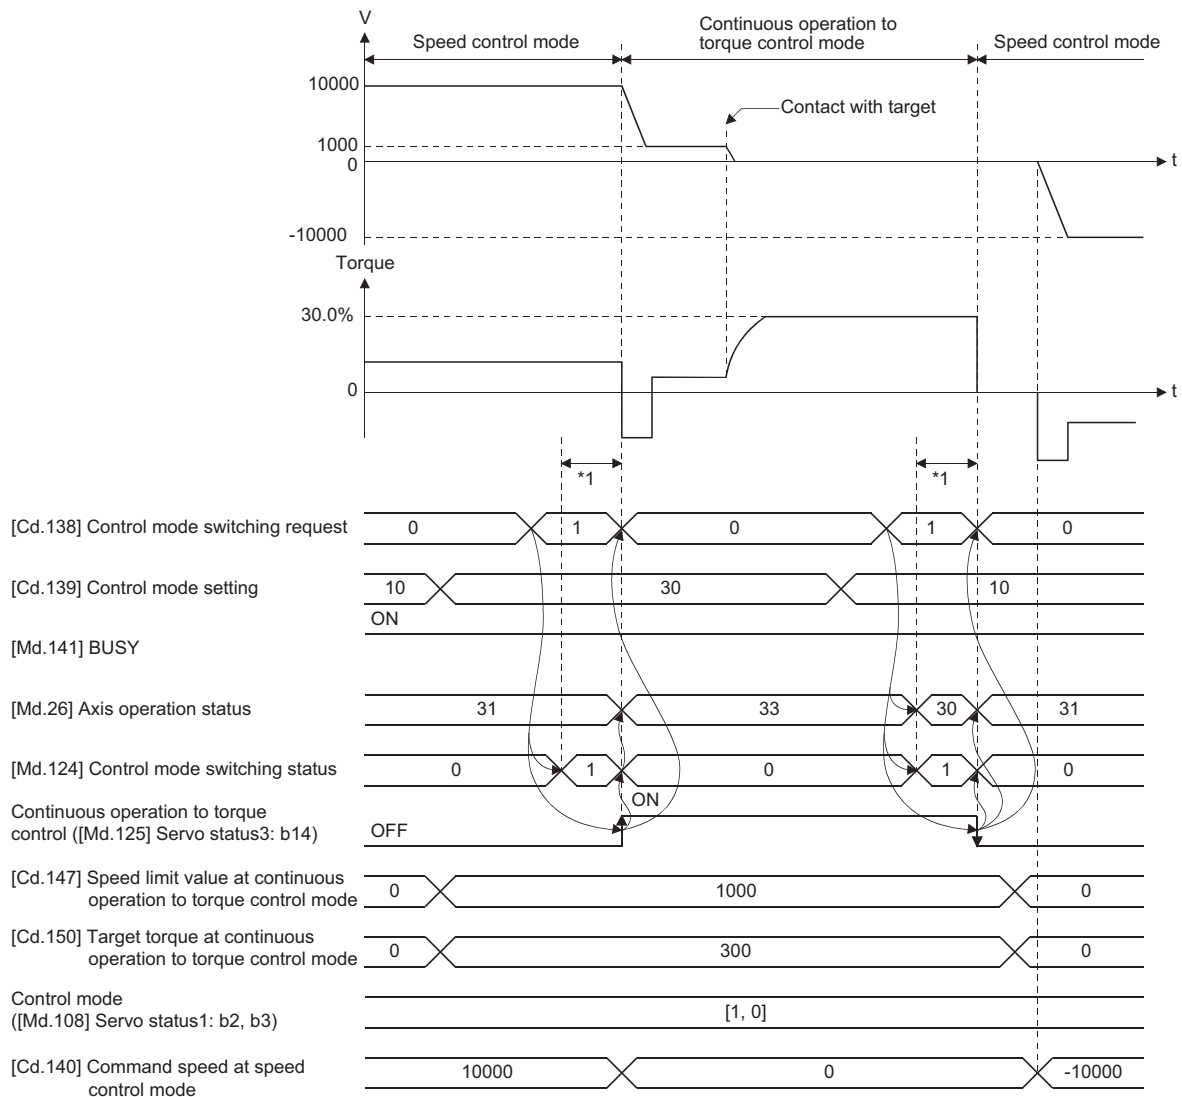 V
Speed control mode
Continuous operation to
torque control mode
Speed control mode
10000
Contact with target
1000
0
t
-10000
Torque
30.0%
0
t
*1
*1
[Cd.138] Control mode switching request
0
1
0
1
0
[Cd.139] Control mode setting
10
30
10
ON
[Md.141] BUSY
[Md.26] Axis operation status
31
33
30
31
[Md.124] Control mode switching status
0
1
0
1
0
Continuous operation to torque
control ([Md.125] Servo status3: b14)
OFF
ON
[Cd.147] Speed limit value at continuous
operation to torque control mode
0
1000
0
[Cd.150] Target torque at continuous
operation to torque control mode
0
300
0
Control mode
([Md.108] Servo status1: b2, b3)
[1, 0]
[Cd.140] Command speed at speed
control mode
10000
0
-10000